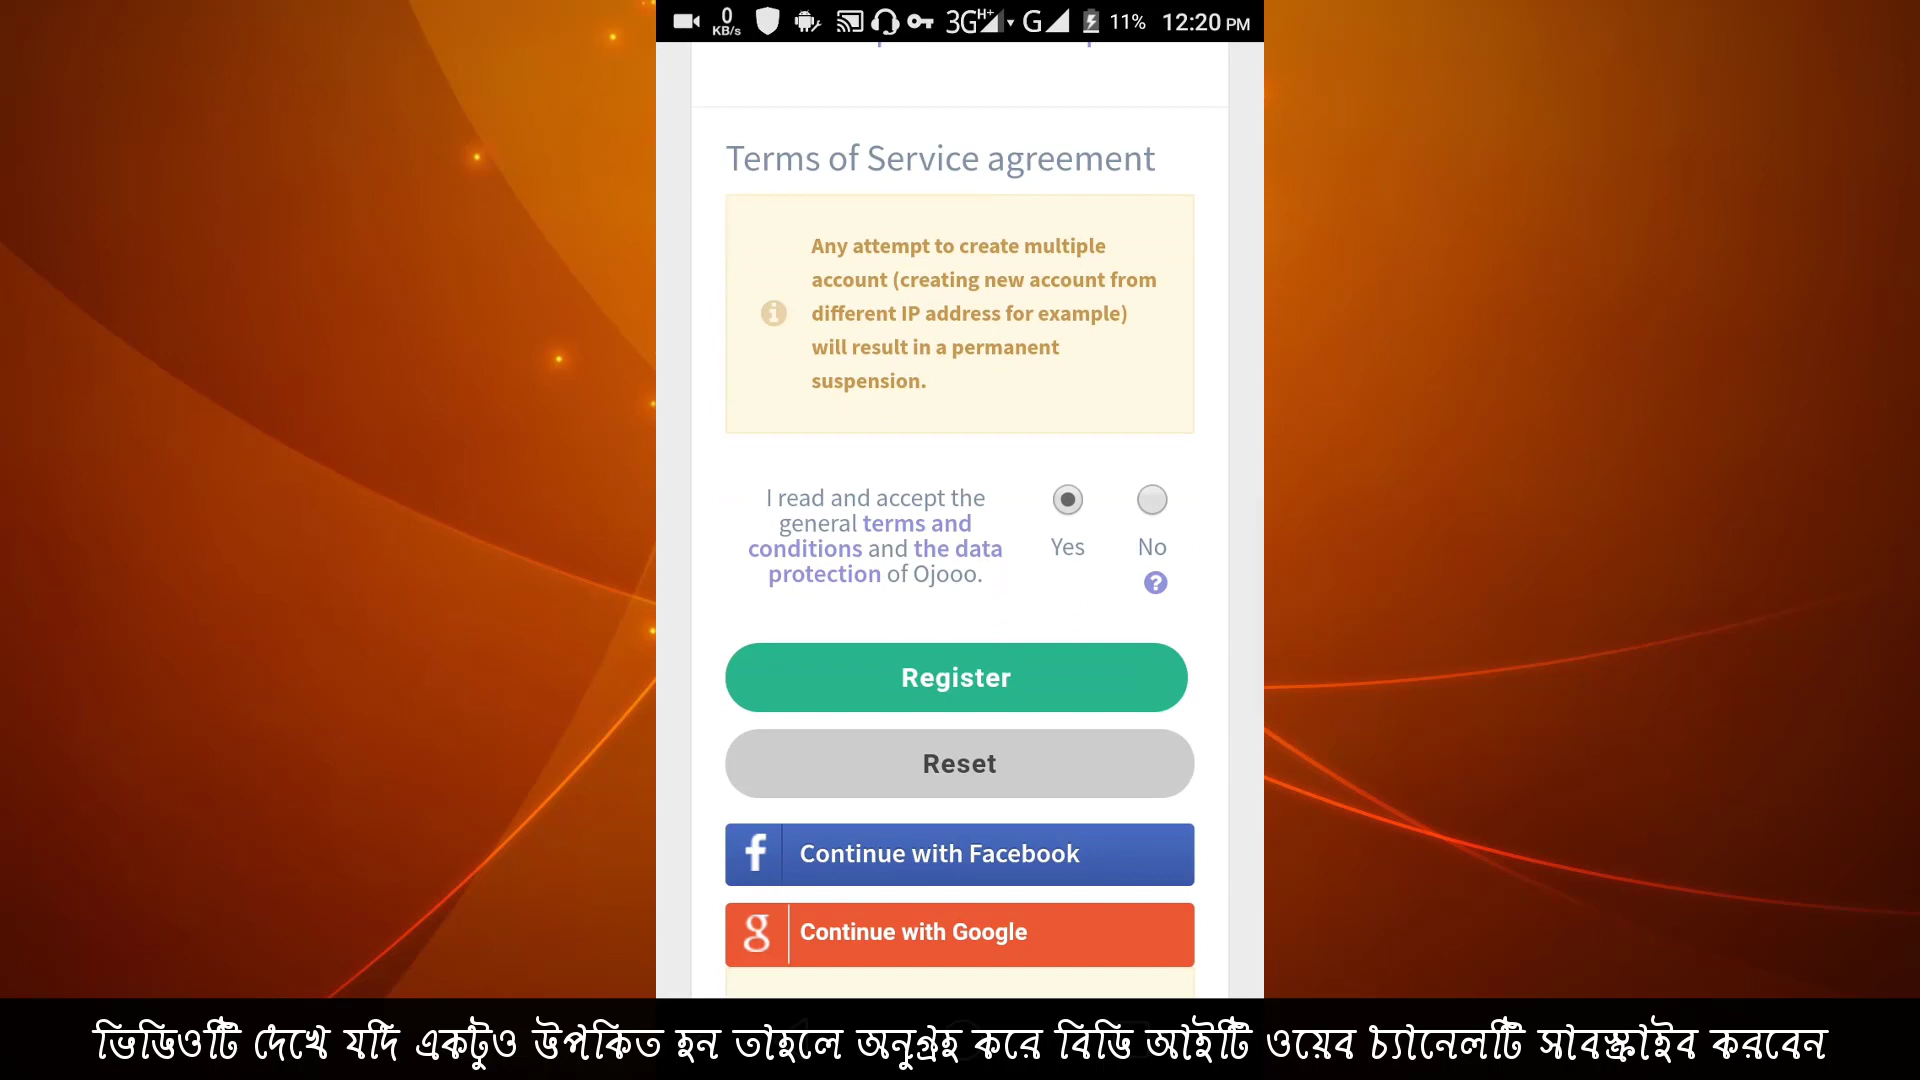 0
KB/s
3G H+ G 11% 12:20 PM
Terms of Service agreement
Any attempt to create multiple
account (creating new account from
different IP address for example)
will result in a permanent
suspension.
I read and accept the
general terms and
conditions and the data
protection of Ojooo.
Yes No
?
Register
Reset
f Continue with Facebook
g Continue with Google
ভিডিওটি দেখে যদি একটুও উপকিত হন তাহলে অনুগ্রহ করে বিডি আইটি ওয়েব চ্যানেলটি সাবস্ক্রাইব করবেন